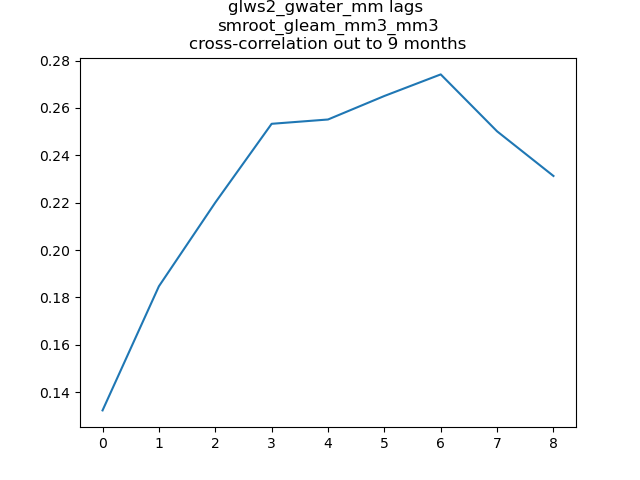 glws2_gwater_mm lags
smroot_gleam_mm3_mm3
cross-correlation out to 9 months
0.28
0.26
0.24
0.22
0.20
0.18
0.16
0.14
0 1 2 3 4 5 6 7 8